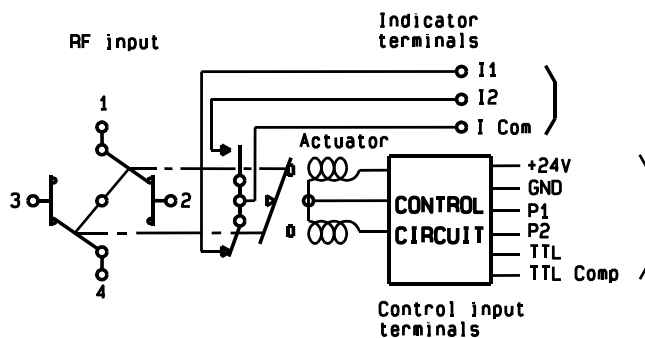 Indicator
terminals
RF input
I1
I2
I Com
1
Actuator
+24V
GND
3
2
CONTROL
P1
CIRCUIT
P2
TTL
TTL Comp
4
Control input
terminals